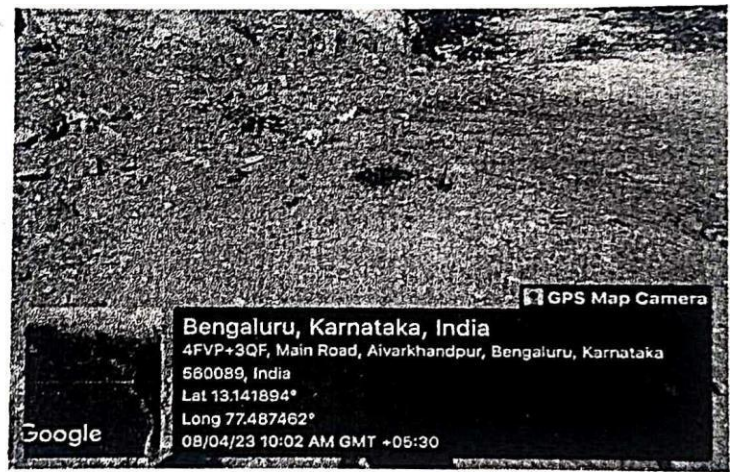 GPS Map Camera
Bengaluru, Karnataka, India
4FVP+3QF, Main Road, Aivarkhandpur, Bengaluru, Karnataka
560089, India
Lat 13.141894°
Long 77.487462°
08/04/23 10:02 AM GMT +05:30
Google